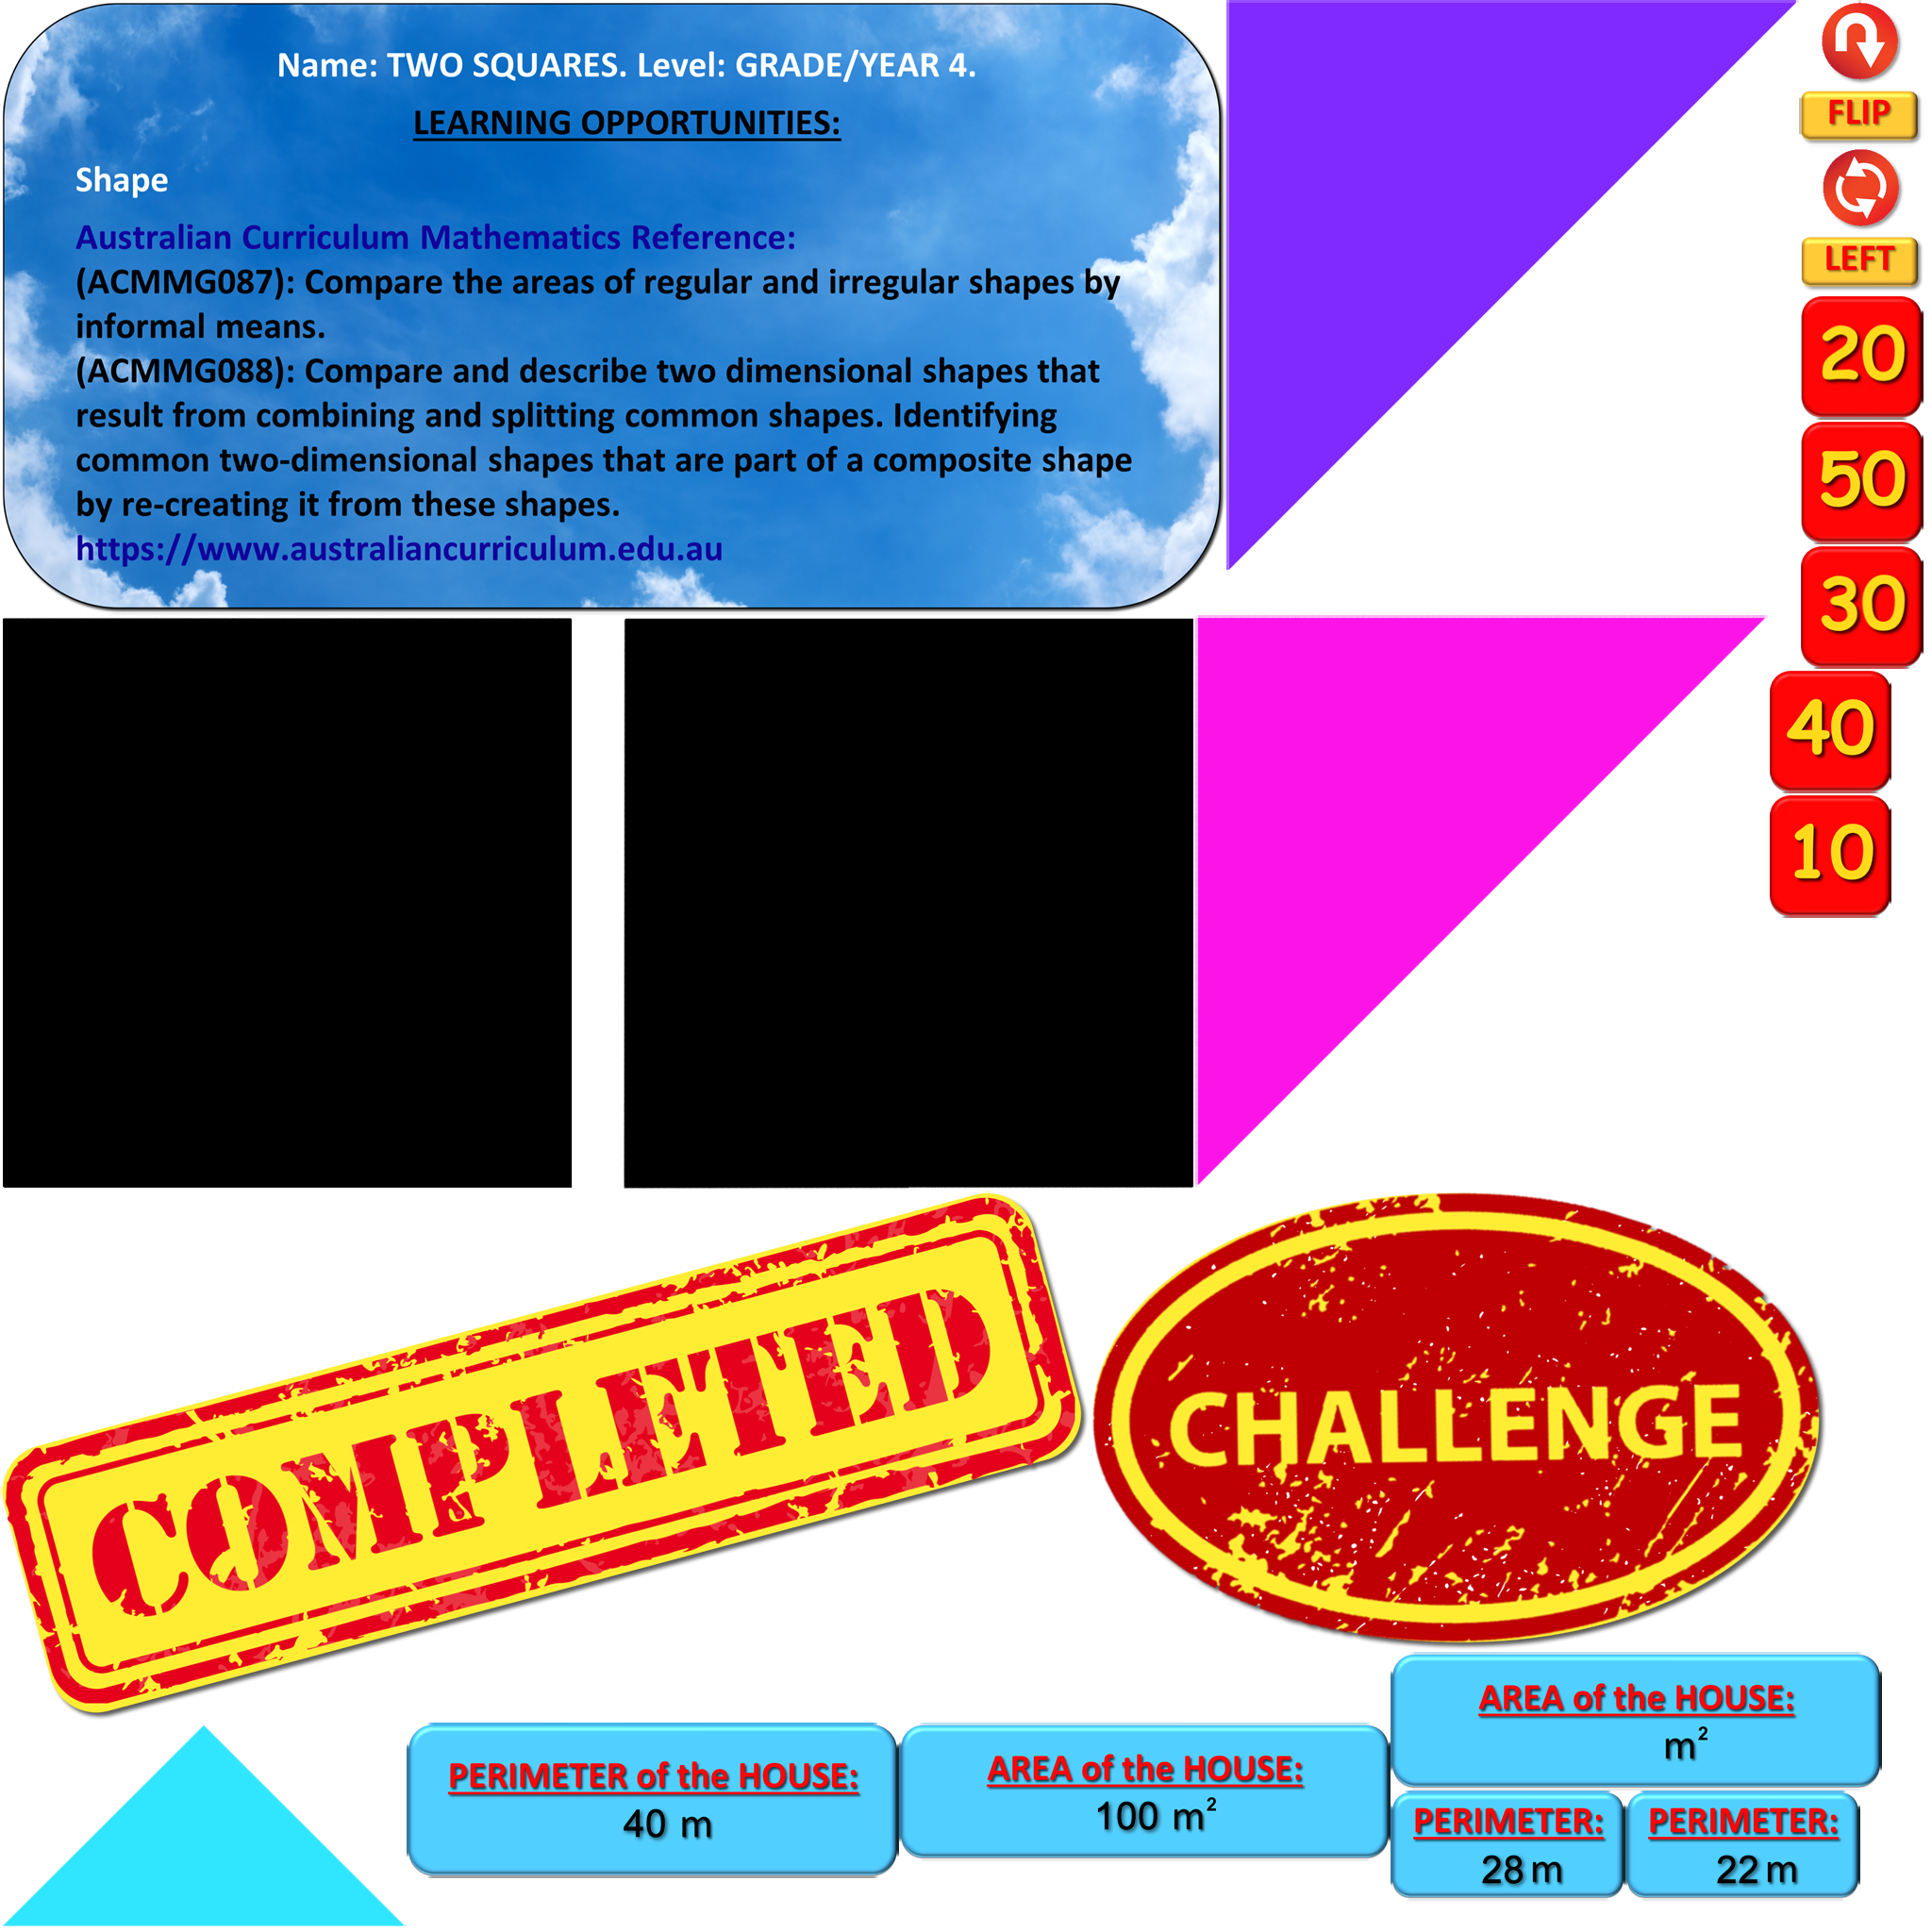 Name: TWO SQUARES. Level: GRADE/YEAR 4.
LEARNING OPPORTUNITIES:
Shape
Australian Curriculum Mathematics Reference:
(ACMMG087): Compare the areas of regular and irregular shapes by
informal means.
(ACMMG088): Compare and describe two dimensional shapes that
result from combining and splitting common shapes. Identifying
common two-dimensional shapes that are part of a composite shape
by re-creating it from these shapes.
https://www.australiancurriculum.edu.au
FLIP
LEFT
20
50
30
40
10
COMPLETED
CHALLENGE
PERIMETER of the HOUSE:
40 m
AREA of the HOUSE:
100 m²
AREA of the HOUSE:
m²
PERIMETER:
28 m
PERIMETER:
22 m